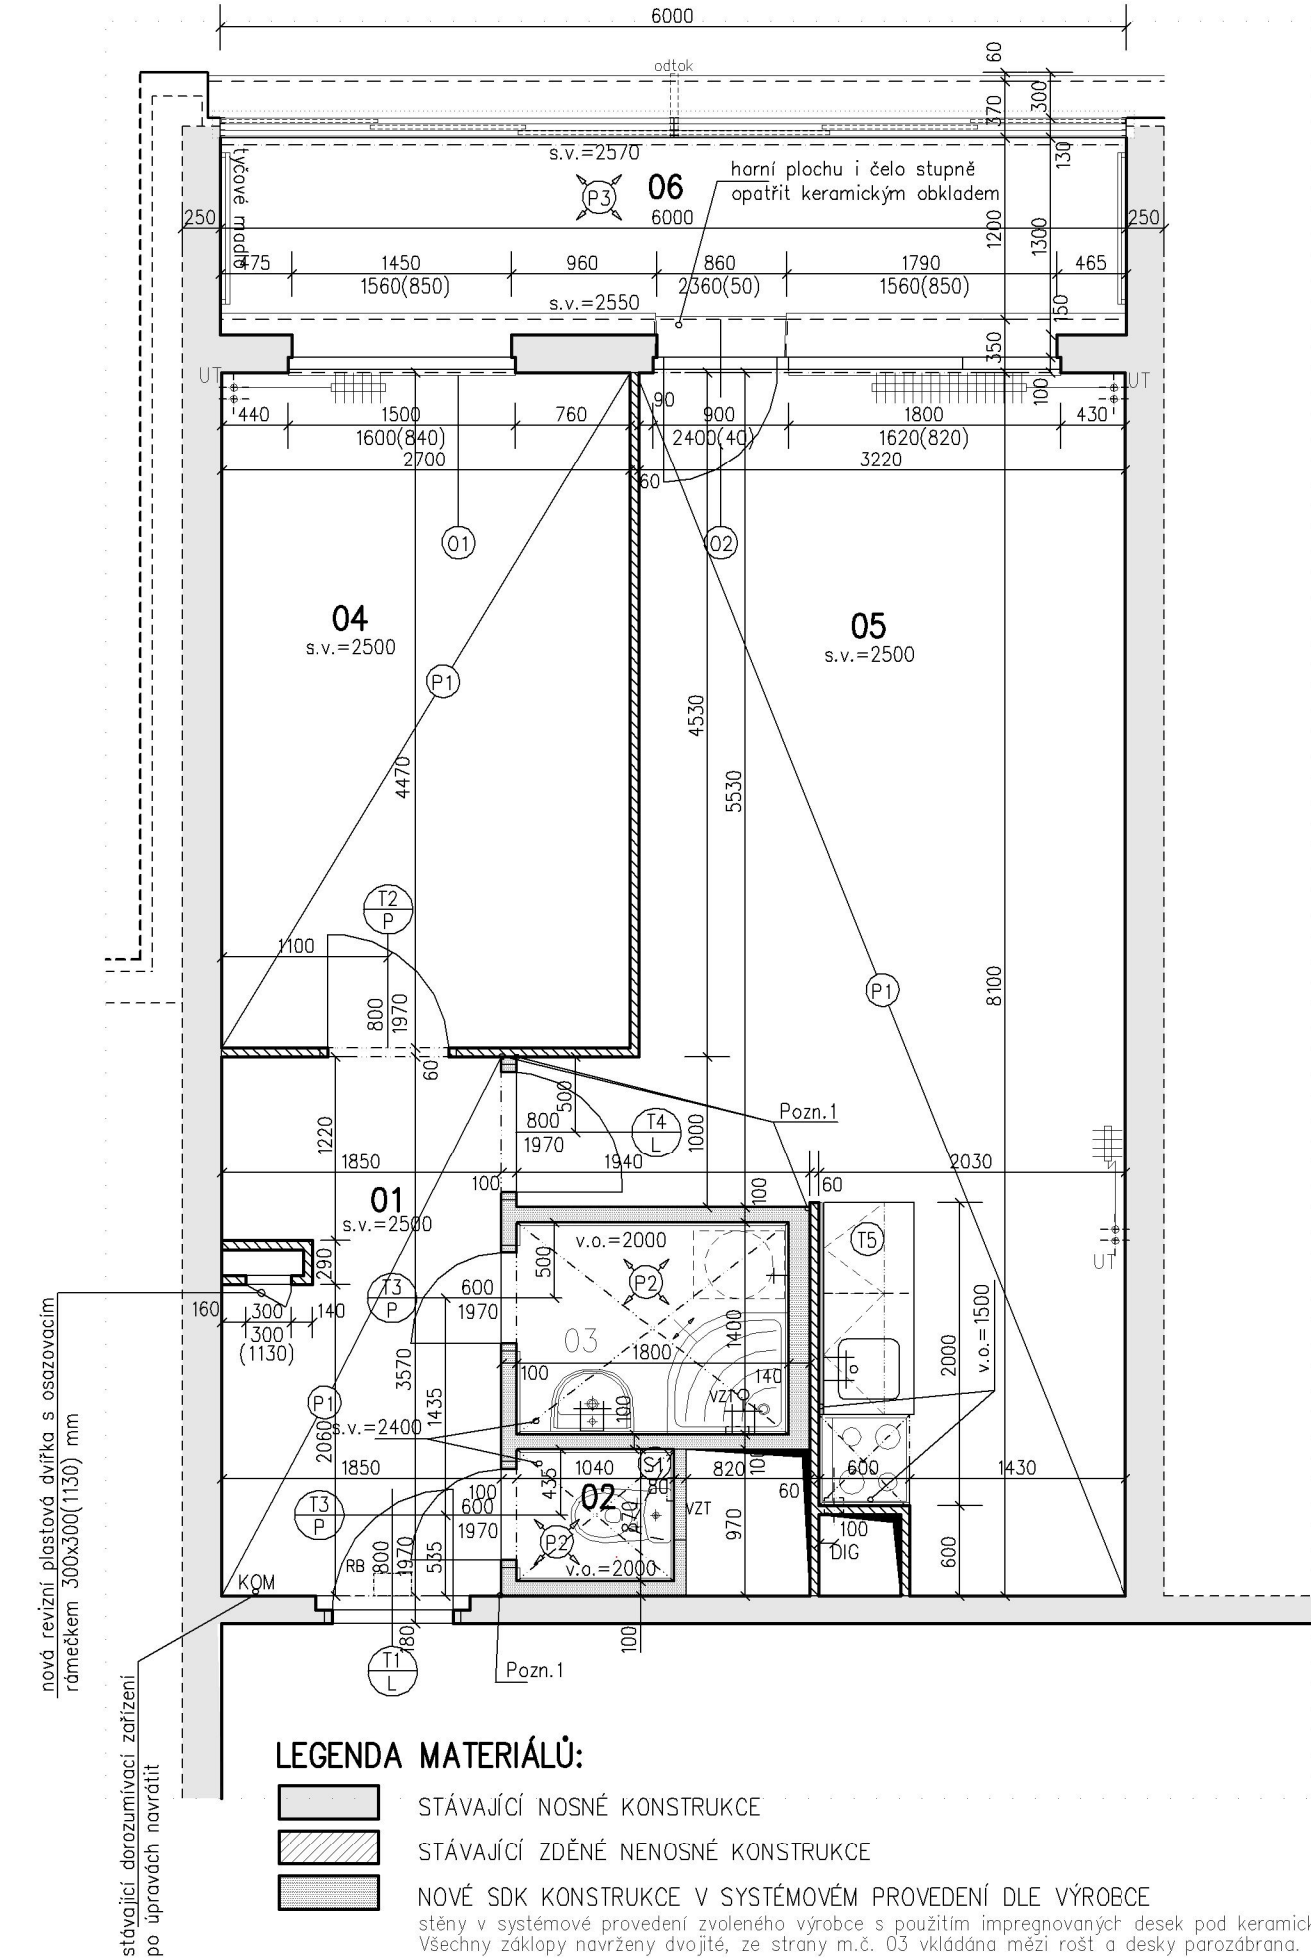 6000
odtok
60
370
300
130
s.v.=2570
tyčové madlo
P3
06
horní plochu i čelo stupně
opatřit keramickým obkladem
250
6000
1200
1300
250
475
1450
960
860
1790
465
1560(850)
2360(50)
1560(850)
s.v.=2550
150
350
100
UT
UT
440
1500
760
90
900
1800
430
1600(840)
2400(40)
1620(820)
2700
3220
60
01
02
04
s.v.=2500
05
s.v.=2500
P1
4530
4470
5530
T2
P
1100
P1
8100
800
1970
60
500
Pozn.1
800
1970
T4
L
1000
1220
1850
1940
2030
100
100
60
01
s.v.=2500
v.o.=2000
T5
290
500
P2
UT
T3
P
600
1970
160
300
140
300
(1130)
03
1400
1800
100
140
2000
v.o.=1500
3570
1435
VZT
P1
100
2060
s.v.=2400
1850
1040
S1
820
100
600
1430
435
80
60
100
02
T3
P
600
1970
870
VZT
970
100
DIG
600
P2
v.o.=2000
RB
800
1970
535
KOM
180
100
T1
L
Pozn.1
nová revizní plastová dvířka s osazovacím
rámečkem 300x300(1130) mm
stávající dorozumívací zařízení
po úpravách navrátit
LEGENDA MATERIÁLŮ:
STÁVAJÍCÍ NOSNÉ KONSTRUKCE
STÁVAJÍCÍ ZDĚNÉ NENOSNÉ KONSTRUKCE
NOVÉ SDK KONSTRUKCE V SYSTÉMOVÉM PROVEDENÍ DLE VÝROBCE
stěny v systémové provedení zvoleného výrobce s použitím impregnovaných desek pod keramick
Všechny záklopy navrženy dvojité, ze strany m.č. 03 vkládána mězi rošt a desky parozábrana.